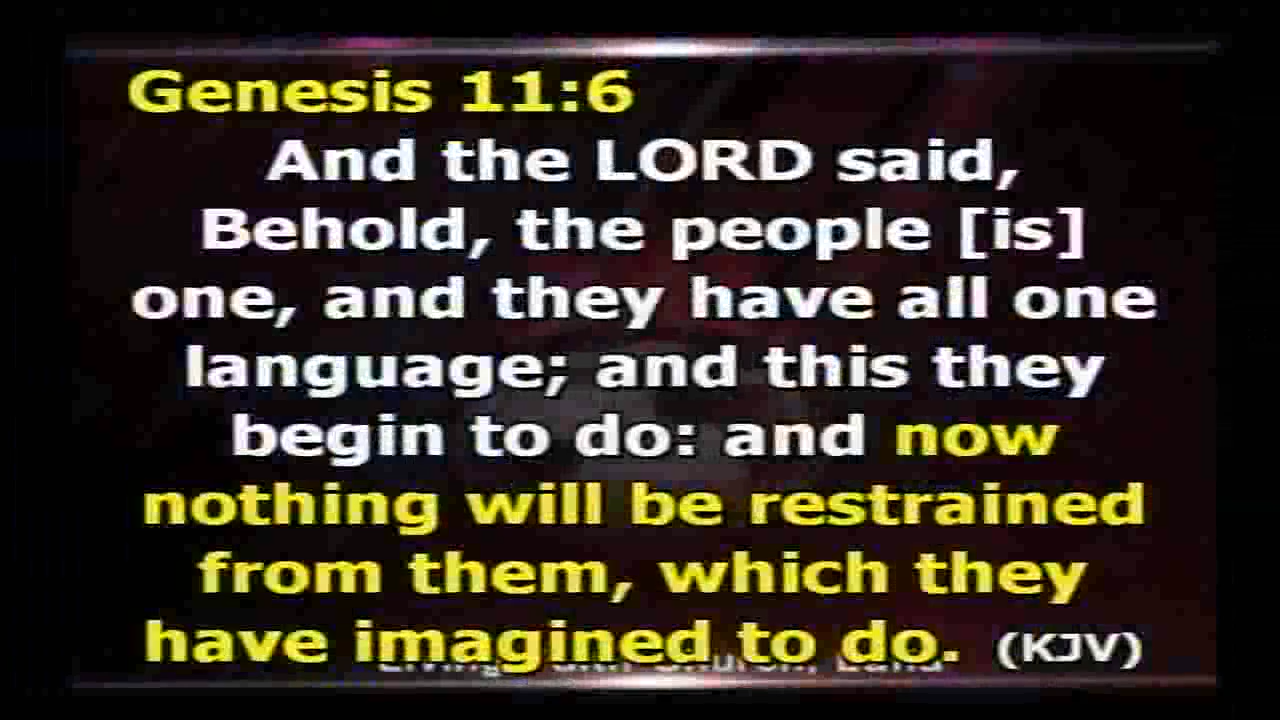 Genesis 11:6
And the LORD said,
Behold, the people [is]
one, and they have all one
language; and this they
begin to do: and now
nothing will be restrained
from them, which they
have imagined to do. (KJV)